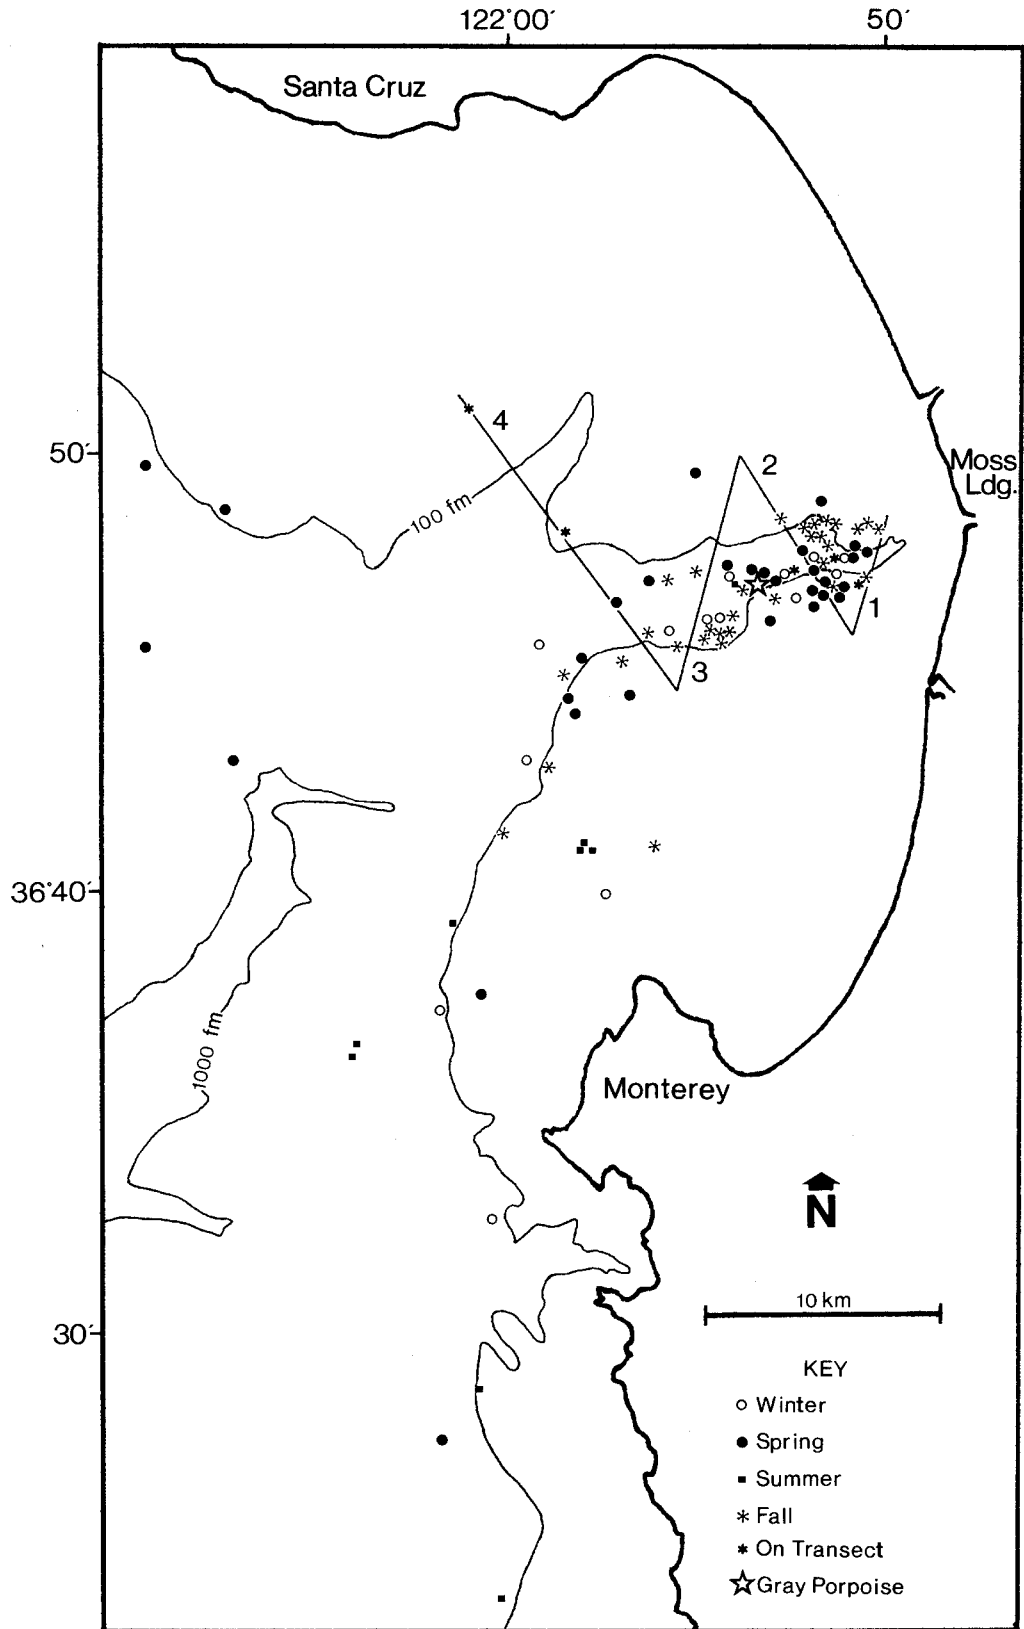 122°00′
50′
Santa Cruz
4
50′
2
Moss
Ldg.
100 fm
1
3
36°40′
1000 fm
Monterey
N
10 km
30′
KEY
Winter
Spring
Summer
Fall
On Transect
Gray Porpoise